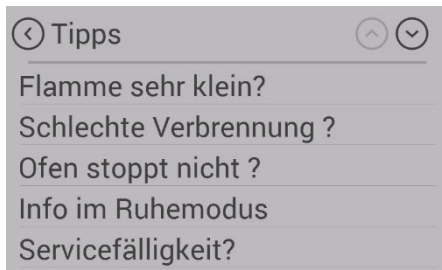 Tipps
Flamme sehr klein?
Schlechte Verbrennung ?
Ofen stoppt nicht ?
Info im Ruhemodus
Servicefälligkeit?